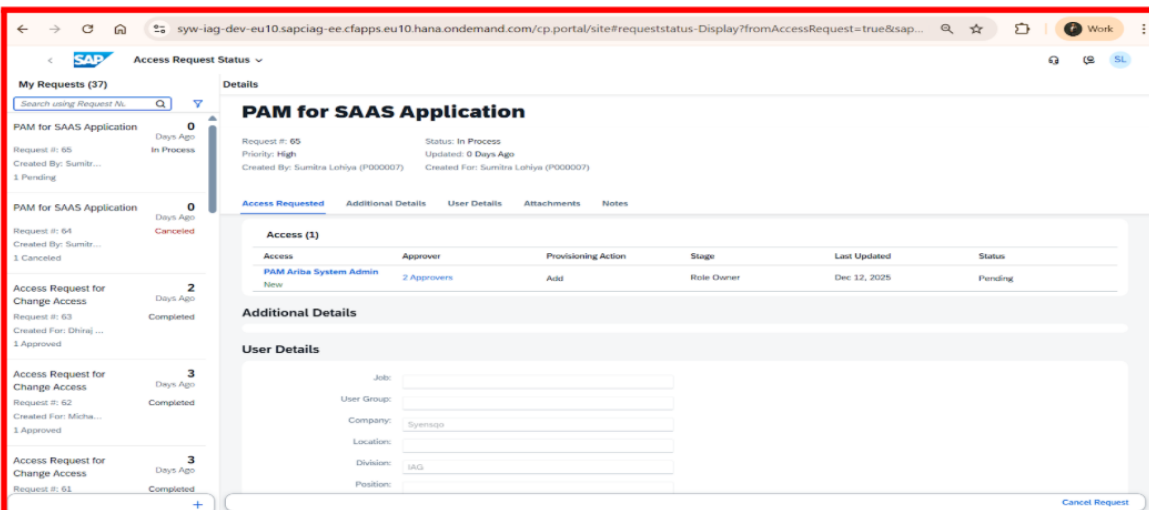 syw-iag-dev-eu10.sapciag-ee.cfapps.eu10.hana.ondemand.com/cp.portal/site#requeststatus-Display?fromAccessRequest=true&sap...
Work
SAP
Access Request Status
SL
My Requests (37)
Search using Request Nu
PAM for SAAS Application 0
Days Ago
Request #: 65 In Process
Created By: Sumitr...
1 Pending
PAM for SAAS Application 0
Days Ago
Request #: 64 Canceled
Created By: Sumitr...
1 Canceled
Access Request for 2
Change Access Days Ago
Request #: 63 Completed
Created For: Dhiraj ...
1 Approved
Access Request for 3
Change Access Days Ago
Request #: 62 Completed
Created For: Micha...
1 Approved
Access Request for 3
Change Access Days Ago
Request #: 61 Completed
Details
PAM for SAAS Application
Request #: 65 Status: In Process
Priority: High Updated: 0 Days Ago
Created By: Sumitra Lohiya (P000007) Created For: Sumitra Lohiya (P000007)
Access Requested Additional Details User Details Attachments Notes
Access (1)
Access Approver Provisioning Action Stage Last Updated Status
PAM Ariba System Admin 2 Approvers Add Role Owner Dec 12, 2025 Pending
New
Additional Details
User Details
Job:
User Group:
Company: Syensqo
Location:
Division: IAG
Position:
Cancel Request